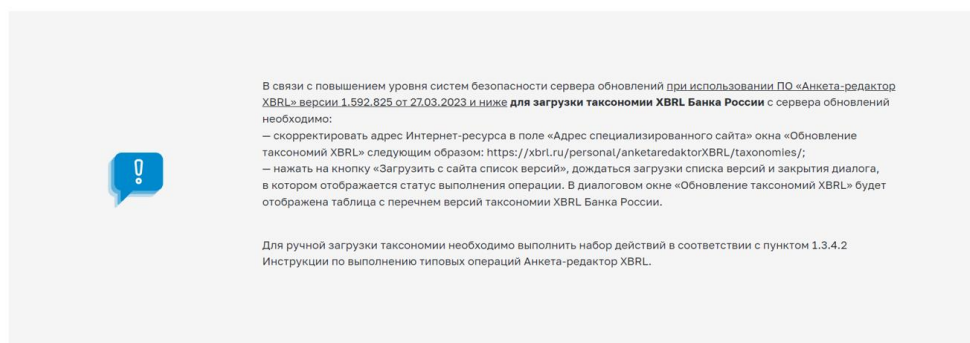 В связи с повышением уровня систем безопасности сервера обновлений при использовании ПО «Анкета-редактор
XBRL» версии 1.592.825 от 27.03.2023 и ниже для загрузки таксономии XBRL Банка России с сервера обновлений
необходимо:
— скорректировать адрес Интернет-ресурса в поле «Адрес специализированного сайта» окна «Обновление
таксономий XBRL» следующим образом: https://xbrl.ru/personal/anketaredaktorXBRL/taxonomies/;
— нажать на кнопку «Загрузить с сайта список версий», дождаться загрузки списка версий и закрытия диалога,
в котором отображается статус выполнения операции. В диалоговом окне «Обновление таксономий XBRL» будет
отображена таблица с перечнем версий таксономии XBRL Банка России.
Для ручной загрузки таксономии необходимо выполнить набор действий в соответствии с пунктом 1.3.4.2
Инструкции по выполнению типовых операций Анкета-редактор XBRL.